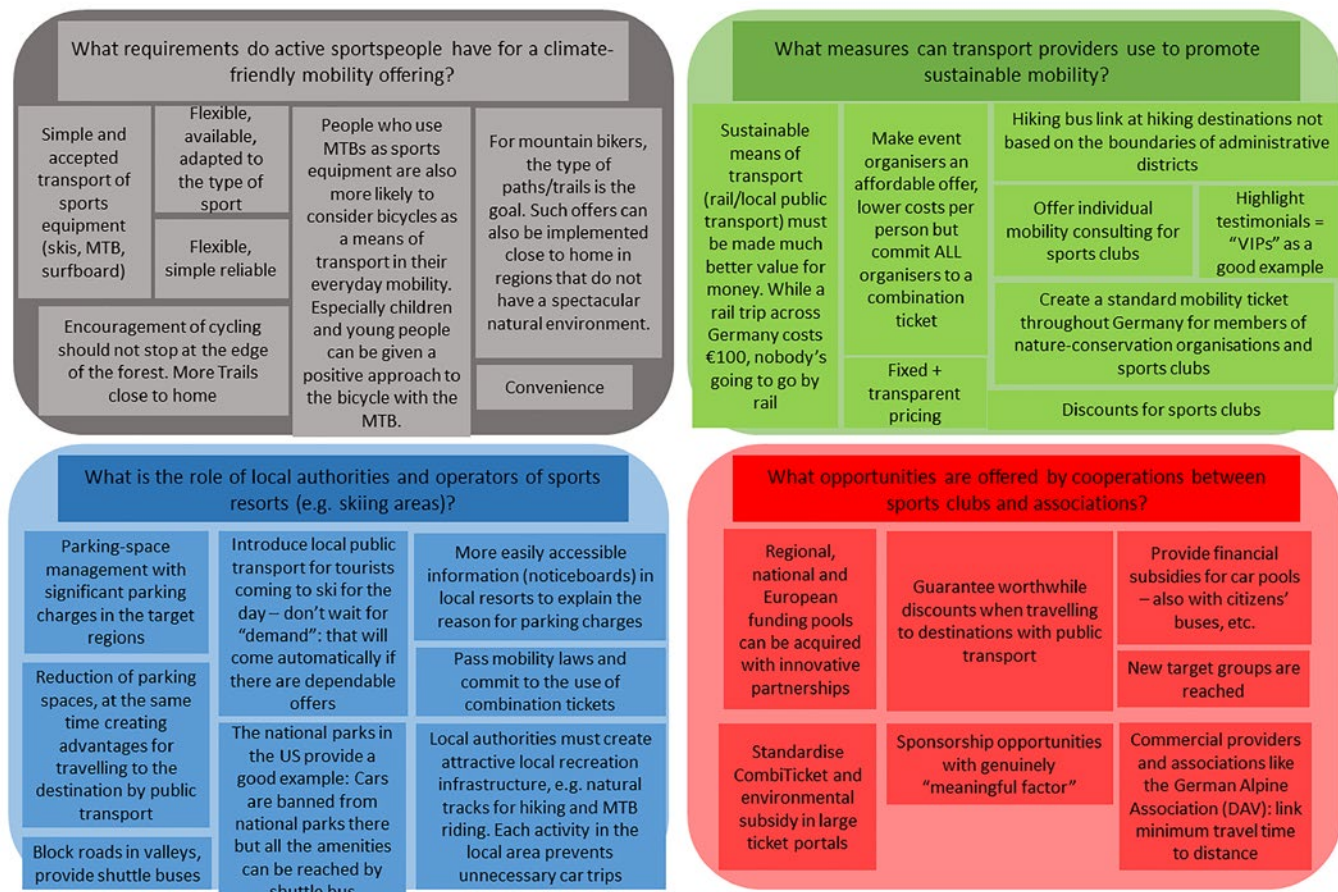 What requirements do active sportspeople have for a climate-
friendly mobility offering?
Simple and
accepted
transport of
sports
equipment
(skis, MTB,
surfboard)
Flexible,
available,
adapted to
the type of
sport
Flexible,
simple reliable
Encouragement of cycling
should not stop at the edge
of the forest. More Trails
close to home
People who use
MTBs as sports
equipment are also
more likely to
consider bicycles as
a means of
transport in their
everyday mobility.
Especially children
and young people
can be given a
positive approach to
the bicycle with the
MTB.
For mountain bikers,
the type of
paths/trails is the
goal. Such offers can
also be implemented
close to home in
regions that do not
have a spectacular
natural environment.
Convenience
What measures can transport providers use to promote
sustainable mobility?
Sustainable
means of
transport
(rail/local public
transport) must
be made much
better value for
money. While a
rail trip across
Germany costs
€100, nobody's
going to go by
rail
Make event
organisers an
affordable offer,
lower costs per
person but
commit ALL
organisers to a
combination
ticket
Fixed +
transparent
pricing
Hiking bus link at hiking destinations not
based on the boundaries of administrative
districts
Offer individual
mobility consulting for
sports clubs
Highlight
testimonials =
“VIPs” as a
good example
Create a standard mobility ticket
throughout Germany for members of
nature-conservation organisations and
sports clubs
Discounts for sports clubs
What is the role of local authorities and operators of sports
resorts (e.g. skiing areas)?
Parking-space
management with
significant parking
charges in the target
regions
Reduction of parking
spaces, at the same
time creating
advantages for
travelling to the
destination by public
transport
Block roads in valleys,
provide shuttle buses
Introduce local public
transport for tourists
coming to ski for the
day – don't wait for
“demand”: that will
come automatically if
there are dependable
offers
The national parks in
the US provide a
good example: Cars
are banned from
national parks there
but all the amenities
can be reached by
shuttle bus
More easily accessible
information (noticeboards) in
local resorts to explain the
reason for parking charges
Pass mobility laws and
commit to the use of
combination tickets
Local authorities must create
attractive local recreation
infrastructure, e.g. natural
tracks for hiking and MTB
riding. Each activity in the
local area prevents
unnecessary car trips
What opportunities are offered by cooperations between
sports clubs and associations?
Regional,
national and
European
funding pools
can be acquired
with innovative
partnerships
Standardise
CombiTicket and
environmental
subsidy in large
ticket portals
Guarantee worthwhile
discounts when travelling
to destinations with public
transport
Sponsorship opportunities
with genuinely
“meaningful factor”
Provide financial
subsidies for car pools
– also with citizens'
buses, etc.
New target groups are
reached
Commercial providers
and associations like
the German Alpine
Association (DAV): link
minimum travel time
to distance